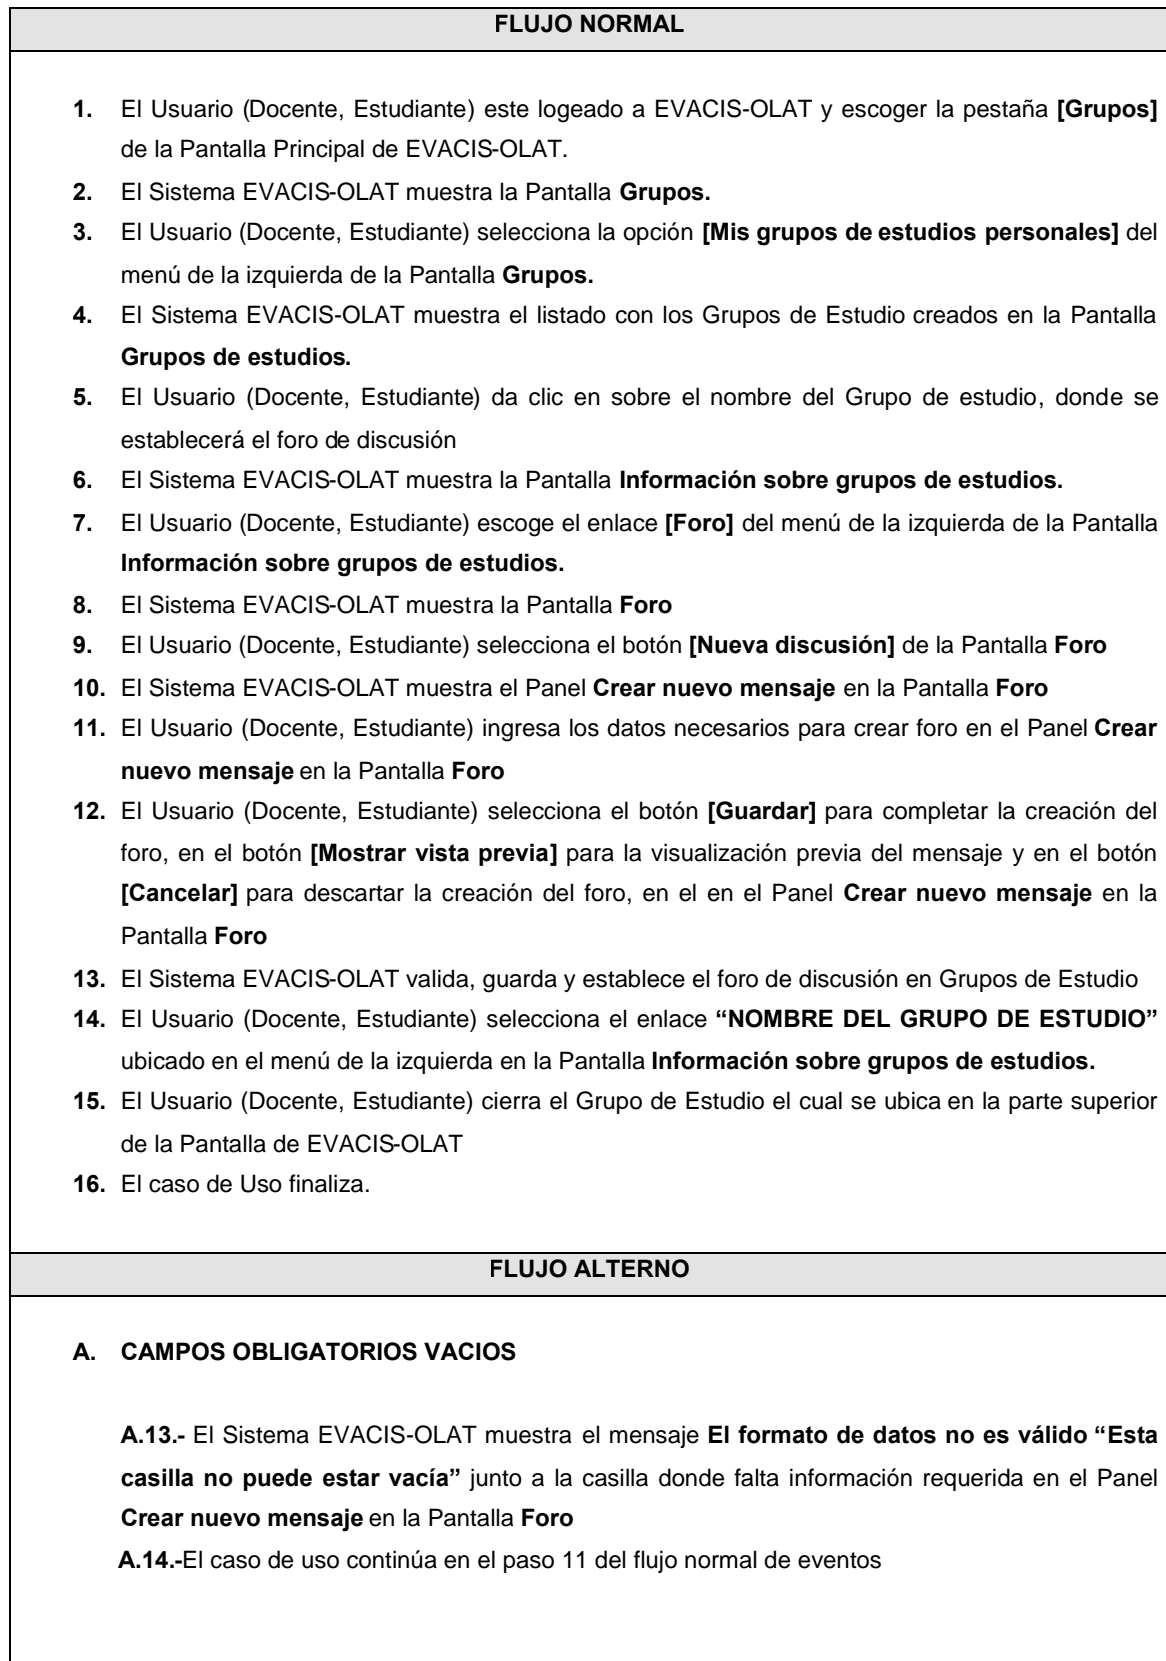 FLUJO NORMAL
1. El Usuario (Docente, Estudiante) este logeado a EVACIS-OLAT y escoger la pestaña [Grupos]
de la Pantalla Principal de EVACIS-OLAT.
2. El Sistema EVACIS-OLAT muestra la Pantalla Grupos.
3. El Usuario (Docente, Estudiante) selecciona la opción [Mis grupos de estudios personales] del
menú de la izquierda de la Pantalla Grupos.
4. El Sistema EVACIS-OLAT muestra el listado con los Grupos de Estudio creados en la Pantalla
Grupos de estudios.
5. El Usuario (Docente, Estudiante) da clic en sobre el nombre del Grupo de estudio, donde se
establecerá el foro de discusión
6. El Sistema EVACIS-OLAT muestra la Pantalla Información sobre grupos de estudios.
7. El Usuario (Docente, Estudiante) escoge el enlace [Foro] del menú de la izquierda de la Pantalla
Información sobre grupos de estudios.
8. El Sistema EVACIS-OLAT muestra la Pantalla Foro
9. El Usuario (Docente, Estudiante) selecciona el botón [Nueva discusión] de la Pantalla Foro
10. El Sistema EVACIS-OLAT muestra el Panel Crear nuevo mensaje en la Pantalla Foro
11. El Usuario (Docente, Estudiante) ingresa los datos necesarios para crear foro en el Panel Crear
nuevo mensaje en la Pantalla Foro
12. El Usuario (Docente, Estudiante) selecciona el botón [Guardar] para completar la creación del
foro, en el botón [Mostrar vista previa] para la visualización previa del mensaje y en el botón
[Cancelar] para descartar la creación del foro, en el en el Panel Crear nuevo mensaje en la
Pantalla Foro
13. El Sistema EVACIS-OLAT valida, guarda y establece el foro de discusión en Grupos de Estudio
14. El Usuario (Docente, Estudiante) selecciona el enlace “NOMBRE DEL GRUPO DE ESTUDIO”
ubicado en el menú de la izquierda en la Pantalla Información sobre grupos de estudios.
15. El Usuario (Docente, Estudiante) cierra el Grupo de Estudio el cual se ubica en la parte superior
de la Pantalla de EVACIS-OLAT
16. El caso de Uso finaliza.
FLUJO ALTERNO
A. CAMPOS OBLIGATORIOS VACIOS
A.13.- El Sistema EVACIS-OLAT muestra el mensaje El formato de datos no es válido “Esta
casilla no puede estar vacía” junto a la casilla donde falta información requerida en el Panel
Crear nuevo mensaje en la Pantalla Foro
A.14.-El caso de uso continúa en el paso 11 del flujo normal de eventos